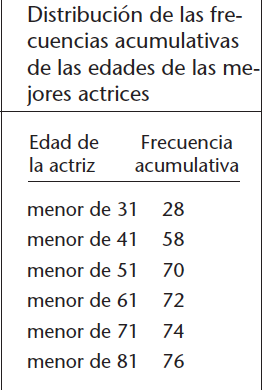 Distribución de las fre-
cuencias acumulativas
de las edades de las me-
jores actrices
Edad de la actriz Frecuencia acumulativa
menor de 31 28
menor de 41 58
menor de 51 70
menor de 61 72
menor de 71 74
menor de 81 76